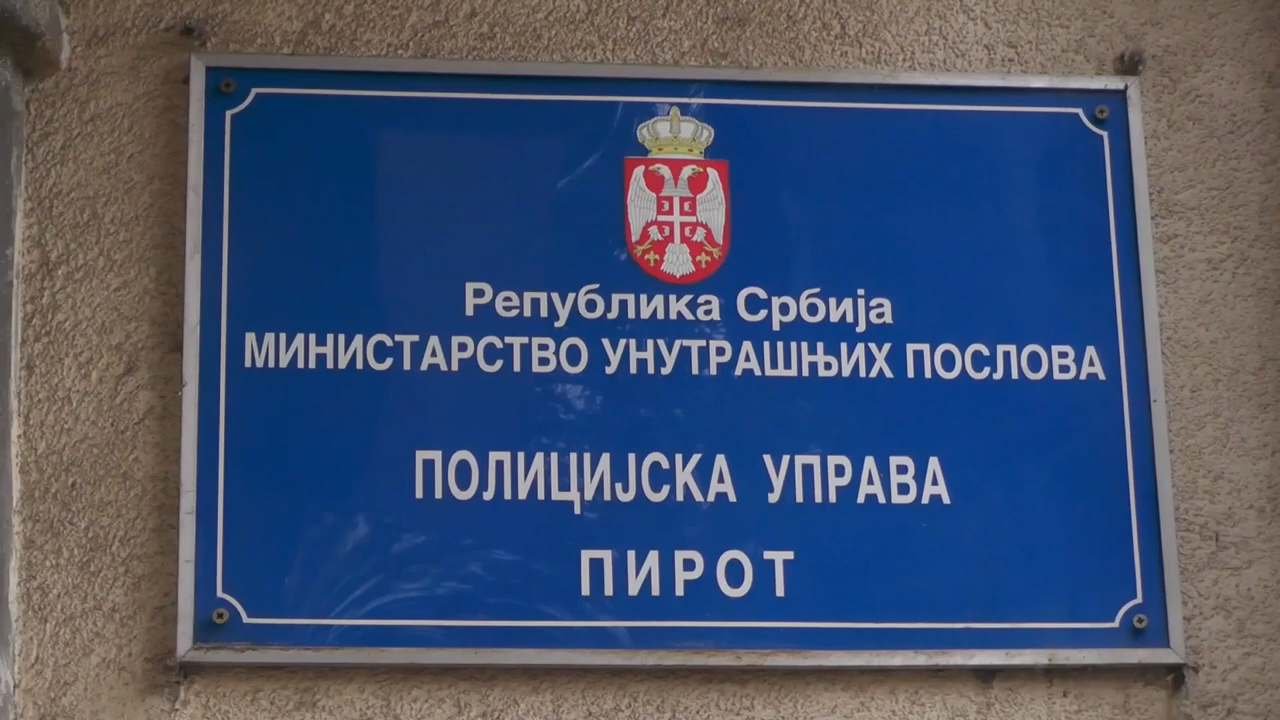 Република Србија
МИНИСТАРСТВО УНУТРАШЊИХ ПОСЛОВА
ПОЛИЦИЈСКА УПРАВА
ПИРОТ